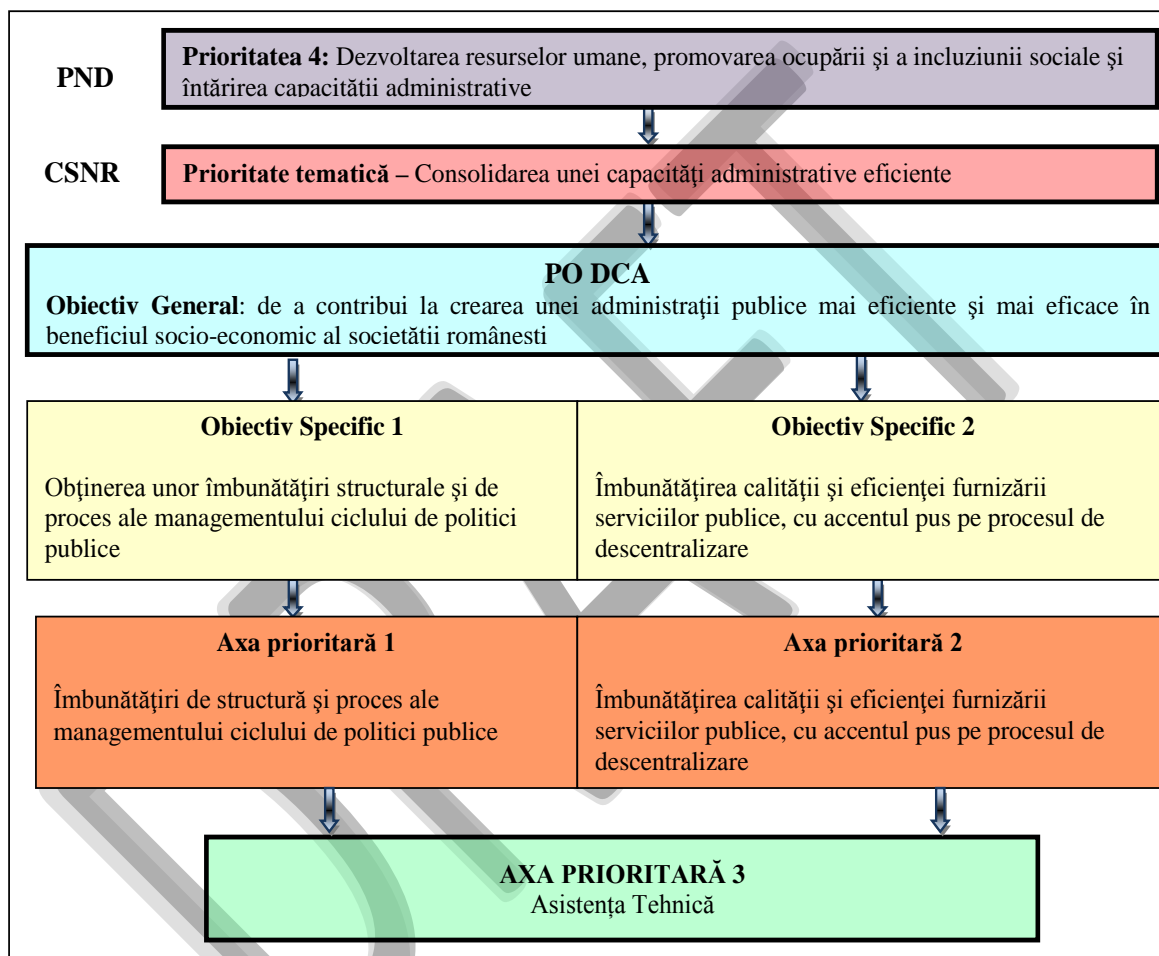 PND
Prioritatea 4: Dezvoltarea resurselor umane, promovarea ocupării şi a incluziunii sociale şi
întărirea capacităţii administrative
CSNR
Prioritate tematică – Consolidarea unei capacităţi administrative eficiente
PO DCA
Obiectiv General: de a contribui la crearea unei administraţii publice mai eficiente şi mai eficace în
beneficiul socio-economic al societăţii româneşti
Obiectiv Specific 1
Obţinerea unor îmbunătăţiri structurale şi de
proces ale managementului ciclului de politici
publice
Obiectiv Specific 2
Îmbunătăţirea calităţii şi eficienţei furnizării
serviciilor publice, cu accentul pus pe procesul de
descentralizare
Axa prioritară 1
Îmbunătăţiri de structură şi proces ale
managementului ciclului de politici publice
Axa prioritară 2
Îmbunătăţirea calităţii şi eficienţei furnizării
serviciilor publice, cu accentul pus pe procesul de
descentralizare
AXA PRIORITARĂ 3
Asistența Tehnică
DRAFT